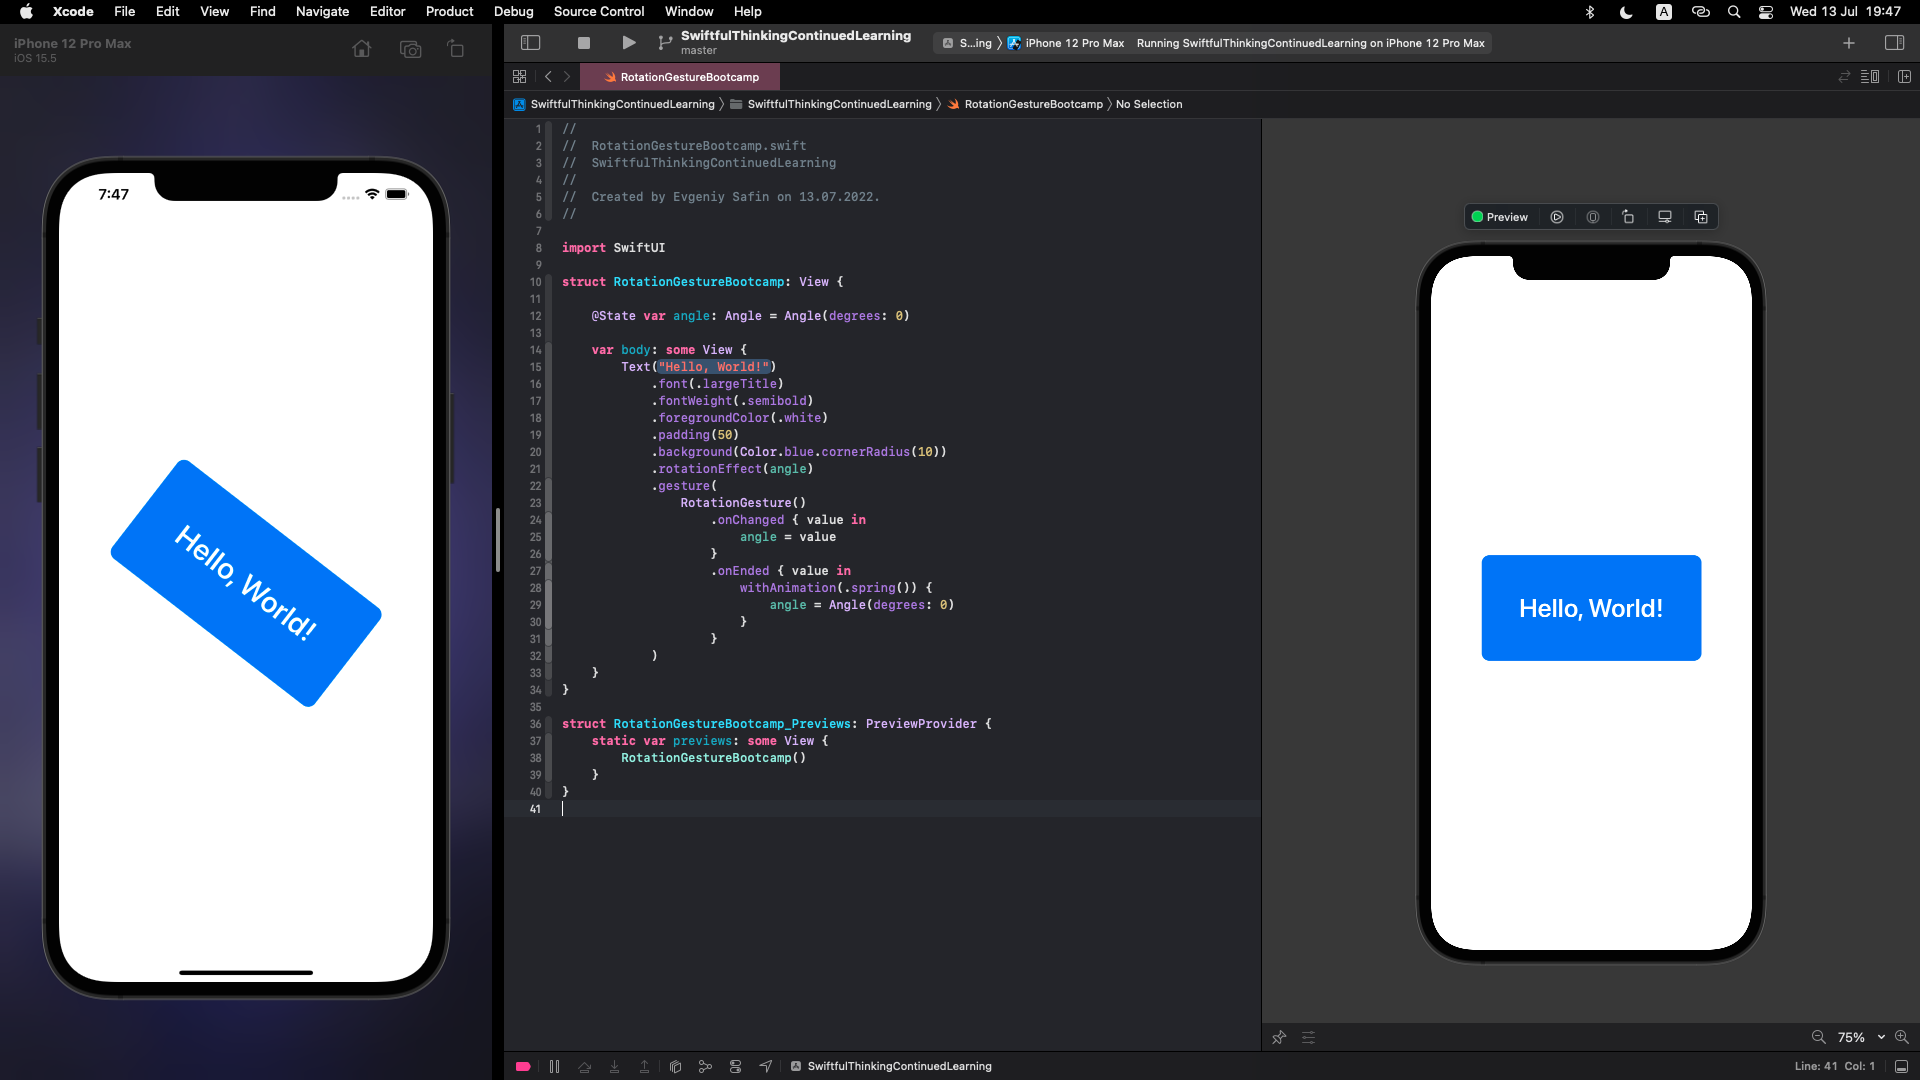 Xcode File Edit View Find Navigate Editor Product Debug Source Control Window Help A Wed 13 Jul 19:47
iPhone 12 Pro Max
iOS 15.5
7:47
Hello, World!
SwiftfulThinkingContinuedLearning
master
S...ing 〉 iPhone 12 Pro Max Running SwiftfulThinkingContinuedLearning on iPhone 12 Pro Max
RotationGestureBootcamp
SwiftfulThinkingContinuedLearning 〉 SwiftfulThinkingContinuedLearning 〉 RotationGestureBootcamp 〉 No Selection
1 //
2 //  RotationGestureBootcamp.swift
3 //  SwiftfulThinkingContinuedLearning
4 //
5 //  Created by Evgeniy Safin on 13.07.2022.
6 //
7
8 import SwiftUI
9
10 struct RotationGestureBootcamp: View {
11
12     @State var angle: Angle = Angle(degrees: 0)
13
14     var body: some View {
15         Text("Hello, World!")
16             .font(.largeTitle)
17             .fontWeight(.semibold)
18             .foregroundColor(.white)
19             .padding(50)
20             .background(Color.blue.cornerRadius(10))
21             .rotationEffect(angle)
22             .gesture(
23                 RotationGesture()
24                     .onChanged { value in
25                         angle = value
26                     }
27                     .onEnded { value in
28                         withAnimation(.spring()) {
29                             angle = Angle(degrees: 0)
30                         }
31                     }
32             )
33     }
34 }
35
36 struct RotationGestureBootcamp_Previews: PreviewProvider {
37     static var previews: some View {
38         RotationGestureBootcamp()
39     }
40 }
41
Preview
Hello, World!
75%
SwiftfulThinkingContinuedLearning
Line: 41 Col: 1